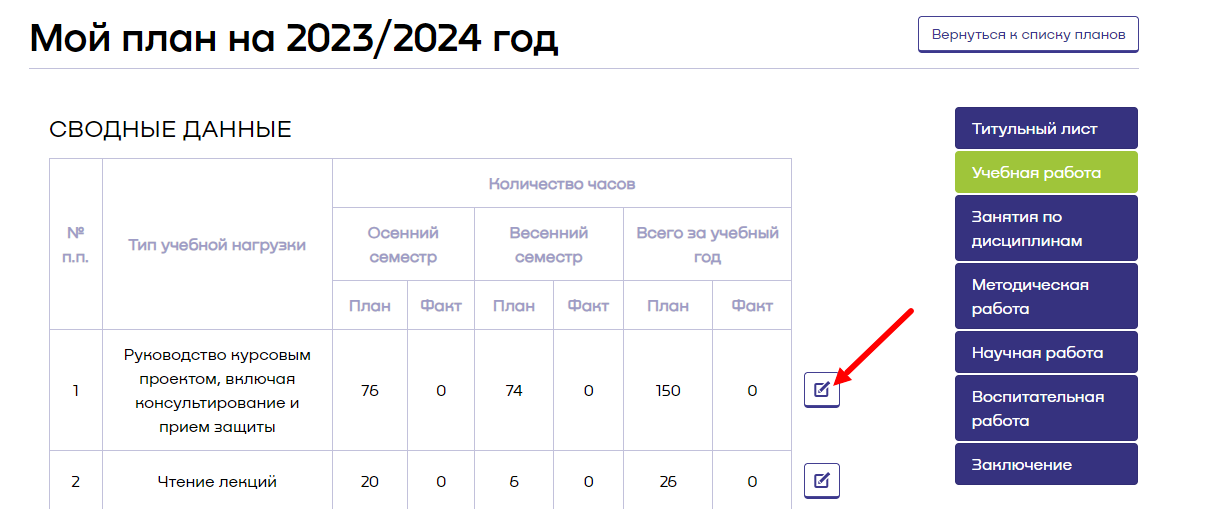 Мой план на 2023/2024 год
Вернуться к списку планов
СВОДНЫЕ ДАННЫЕ
№ п.п.
Тип учебной нагрузки
Количество часов
Осенний семестр
Весенний семестр
Всего за учебный год
План Факт План Факт План Факт
1
Руководство курсовым
проектом, включая
консультирование и
прием защиты
76 0 74 0 150 0
2 Чтение лекций 20 0 6 0 26 0
Титульный лист
Учебная работа
Занятия по
дисциплинам
Методическая
работа
Научная работа
Воспитательная
работа
Заключение